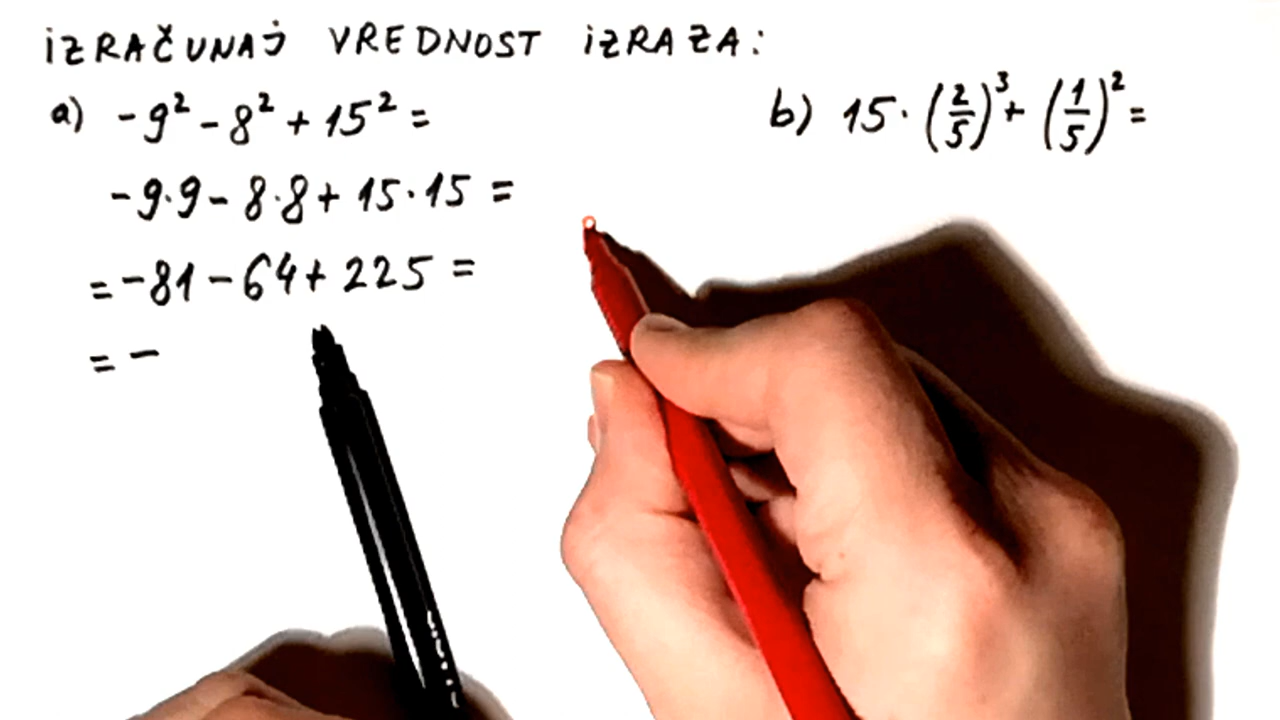 IZRAČUNAJ VREDNOST IZRAZA:
a) -9² - 8² + 15² =
-9·9 - 8·8 + 15·15 =
= -81 - 64 + 225 =
= -
b) 15 · (2/5)³ + (1/5)² =